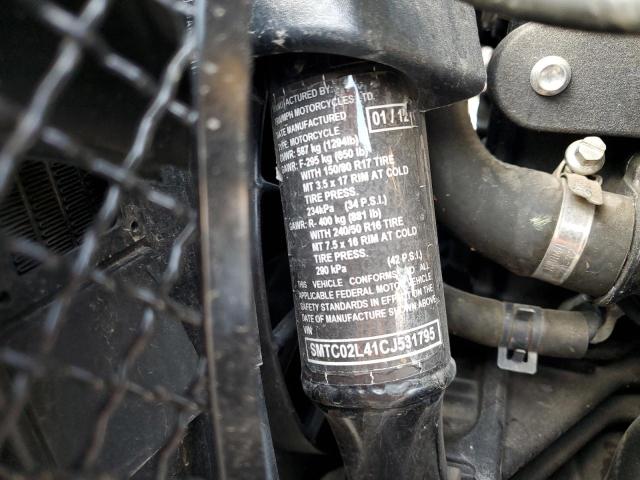 MANUFACTURED BY:
TRIUMPH MOTORCYCLES LTD.
DATE MANUFACTURED 01/12
TYPE: MOTORCYCLE
GVWR: 587 kg (1294lb)
GAWR: F-295 kg (650 lb)
WITH 150/80 R17 TIRE
MT 3.5 x 17 RIM AT COLD
TIRE PRESS.
234kPa (34 P.S.I.)
GAWR: R- 400 kg (881 lb)
WITH 240/50 R16 TIRE
MT 7.5 x 16 RIM AT COLD
TIRE PRESS.
290 kPa (42 P.S.I.)
THIS VEHICLE CONFORMS TO ALL
APPLICABLE FEDERAL MOTOR VEHICLE
SAFETY STANDARDS IN EFFECT ON THE
DATE OF MANUFACTURE SHOWN ABOVE.
VIN
SMTC02L41CJ531795